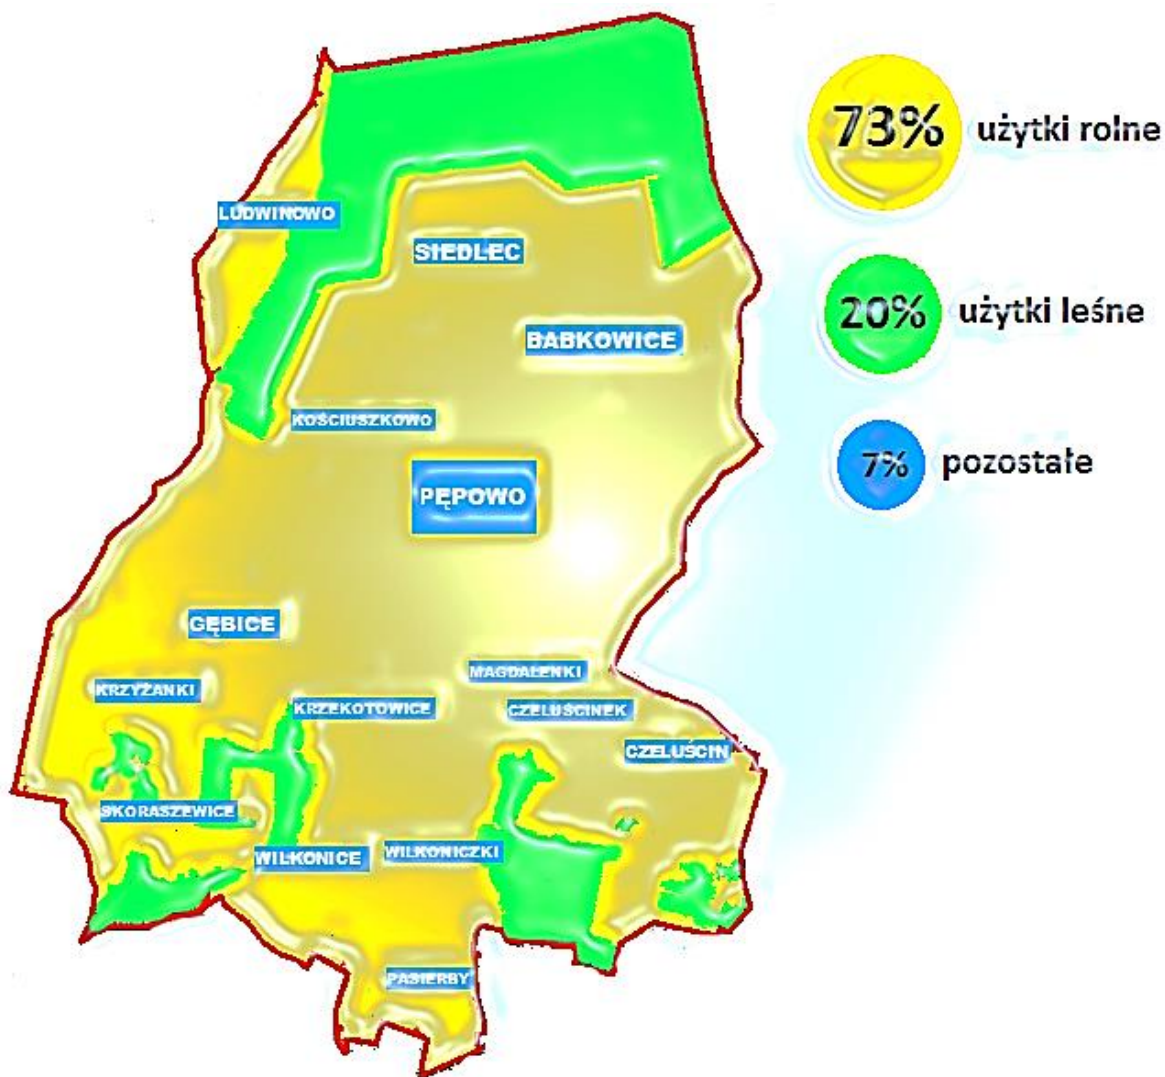 73% użytki rolne
20% użytki leśne
7% pozostałe
LUDWINOWO
SIEDLEC
BABKOWICE
KOŚCIUSZKOWO
PĘPOWO
GĘBICE
MAGDALENKI
KRZYŻANKI
KRZEKOTOWICE
CZELUŚCINEK
CZELUŚCIN
SKORASZEWICE
WILKONICE
WILKONICZKI
PASIERBY